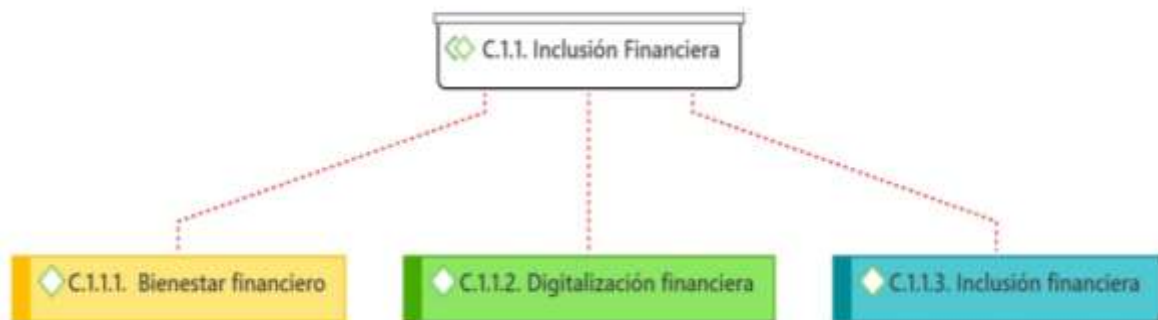 C.1.1. Inclusión Financiera
C.1.1.1. Bienestar financiero
C.1.1.2. Digitalización financiera
C.1.1.3. Inclusión financiera